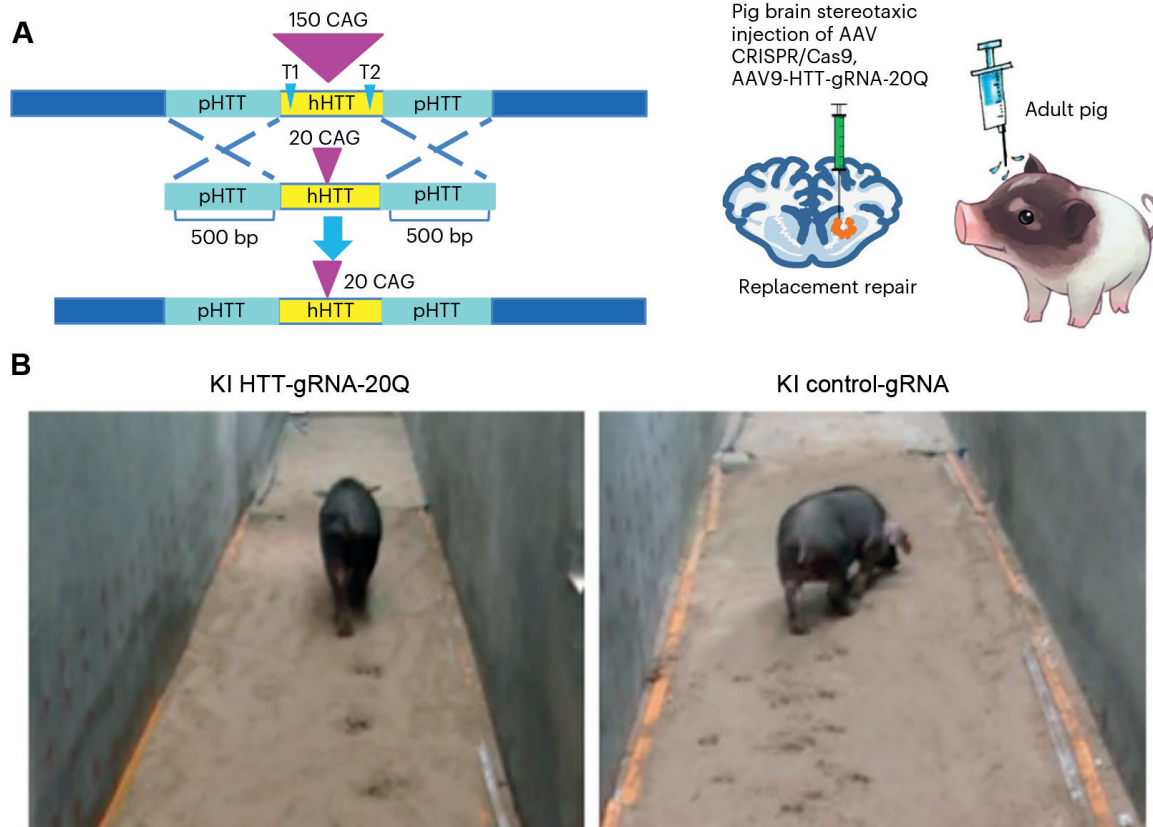 A
150 CAG
T1
T2
pHTT
hHTT
pHTT
20 CAG
pHTT
hHTT
pHTT
500 bp
500 bp
20 CAG
pHTT
hHTT
pHTT
Pig brain stereotaxic
injection of AAV
CRISPR/Cas9,
AAV9-HTT-gRNA-20Q
Adult pig
Replacement repair
B
KI HTT-gRNA-20Q
KI control-gRNA